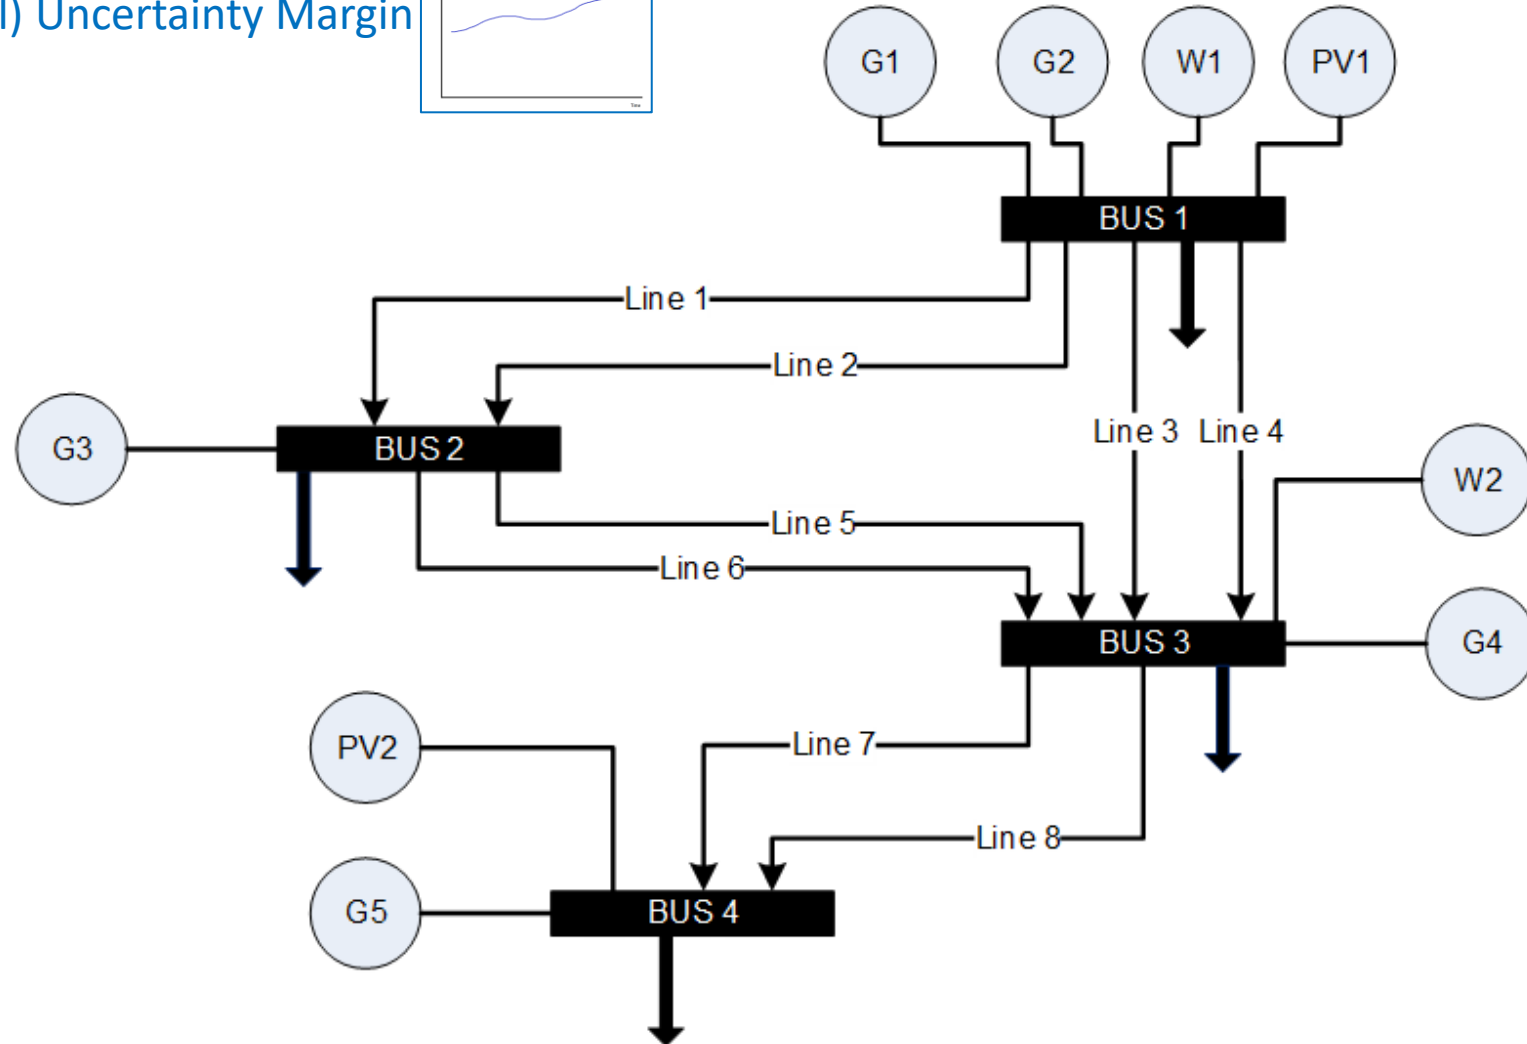 I) Uncertainty Margin
Time
G1
G2
W1
PV1
BUS 1
Line 1
Line 2
Line 3
Line 4
G3
BUS 2
W2
Line 5
Line 6
BUS 3
G4
PV2
Line 7
Line 8
G5
BUS 4